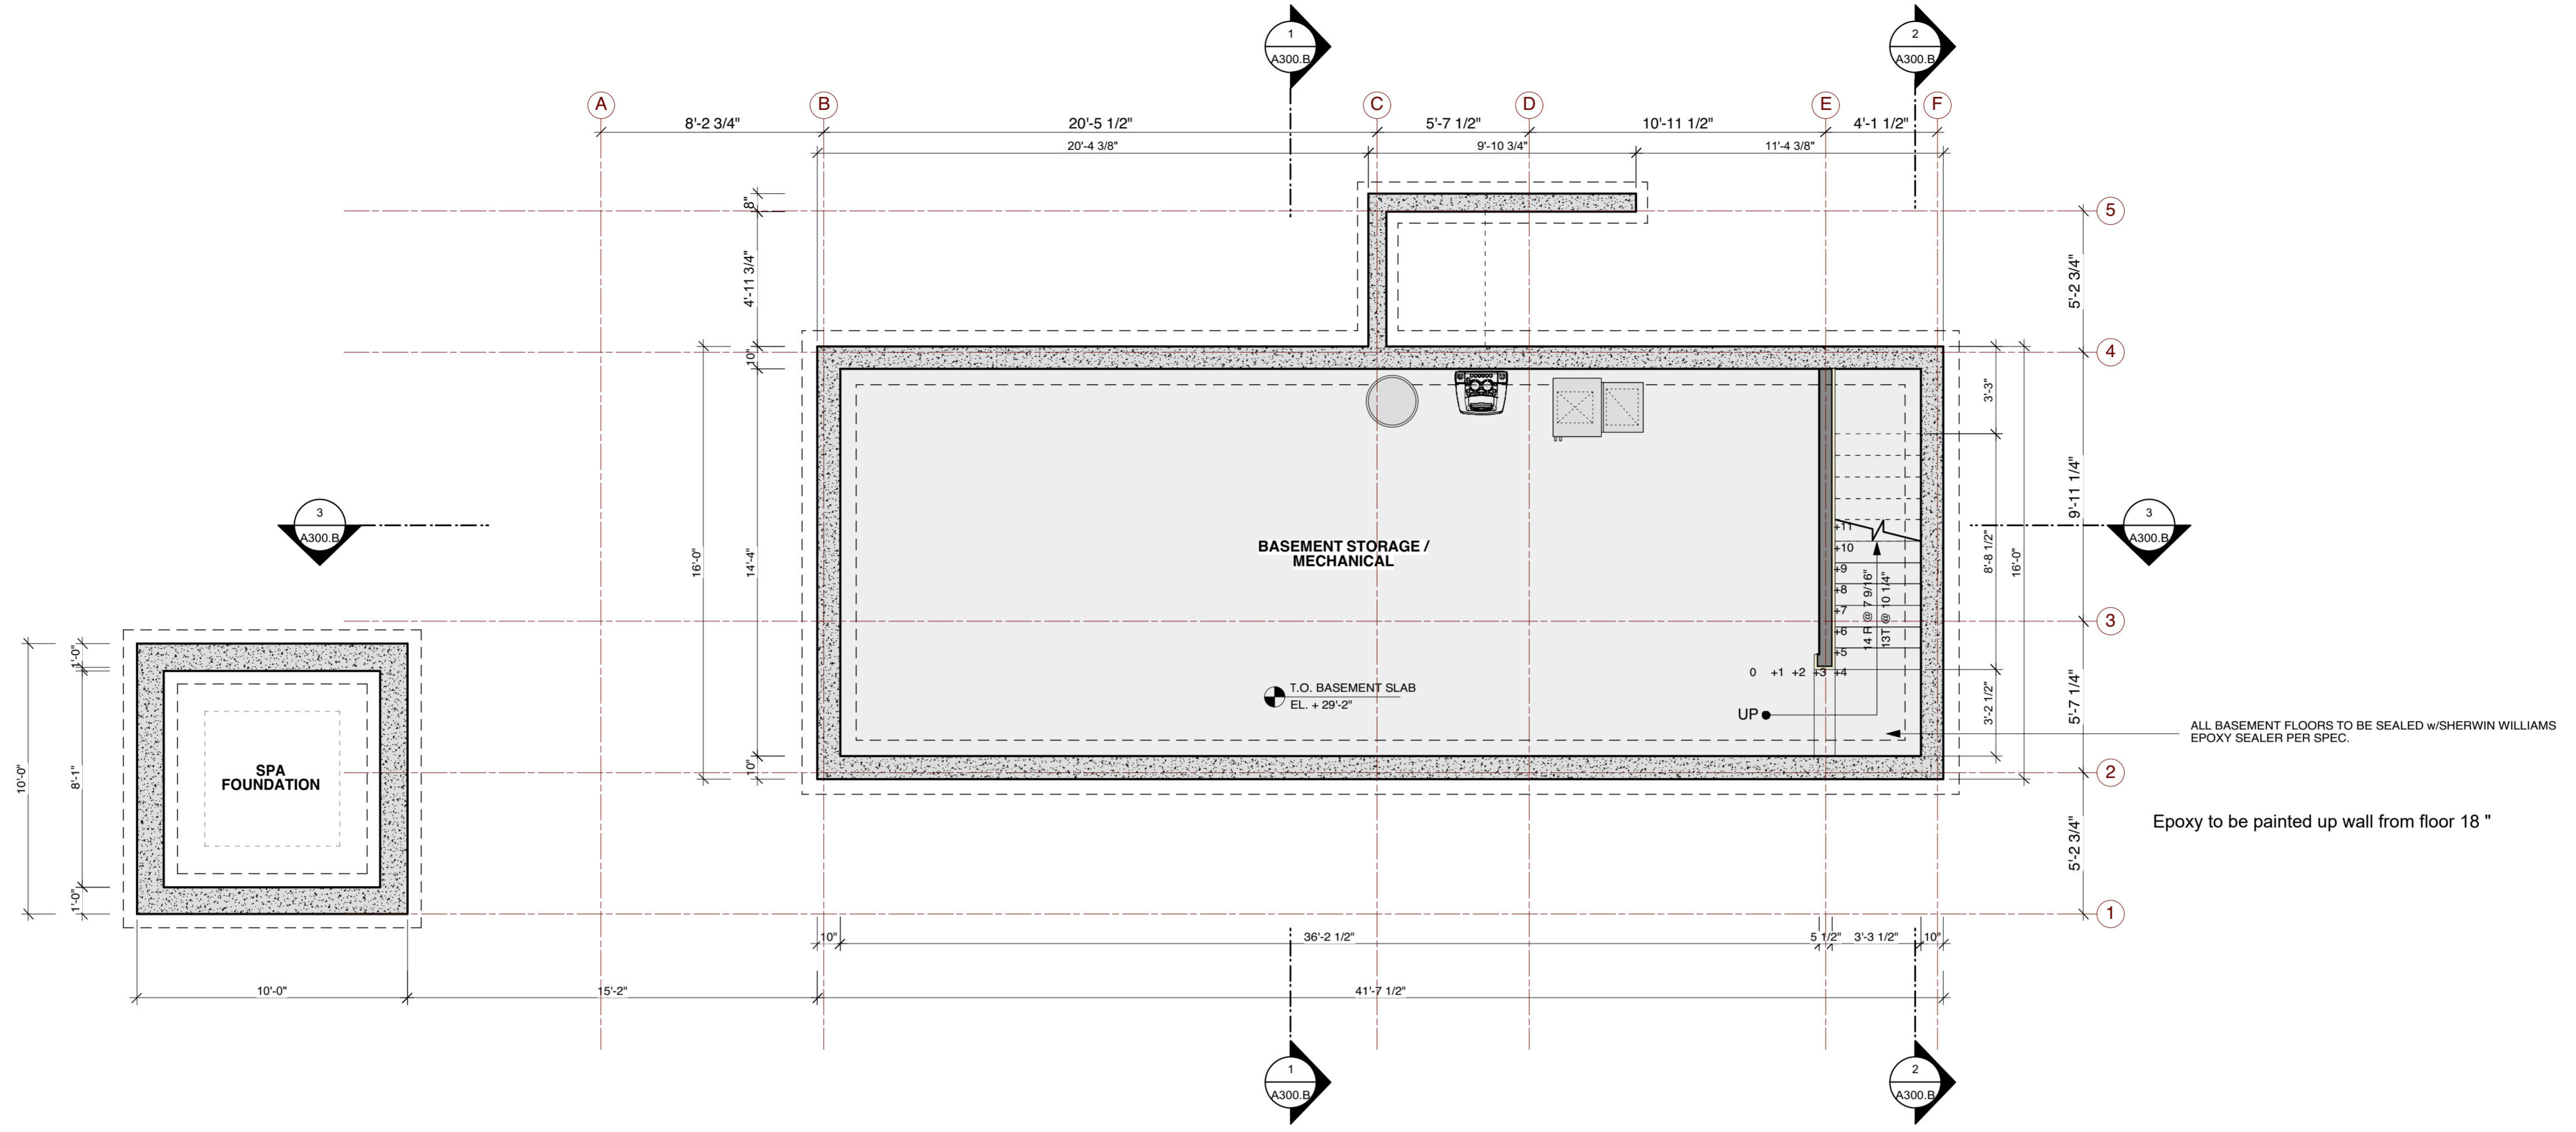 1
A300.B
2
A300.B
A
B
C
D
E
F
8'-2 3/4"
20'-5 1/2"
5'-7 1/2"
10'-11 1/2"
4'-1 1/2"
20'-4 3/8"
9'-10 3/4"
11'-4 3/8"
8"
5
4'-11 3/4"
5'-2 3/4"
10"
4
3'-3"
9'-11 1/4"
3
A300.B
3
A300.B
16'-0"
14'-4"
BASEMENT STORAGE /
MECHANICAL
+11
+10
+9
+8
+7
+6
+5
14 R @ 7 9/16"
13T @ 10 1/4"
8'-8 1/2"
16'-0"
3
0 +1 +2 +3 +4
T.O. BASEMENT SLAB
EL. + 29'-2"
UP
3'-2 1/2"
5'-7 1/4"
ALL BASEMENT FLOORS TO BE SEALED w/SHERWIN WILLIAMS
EPOXY SEALER PER SPEC.
1'-0"
10'-0"
8'-1"
SPA
FOUNDATION
1'-0"
10"
2
Epoxy to be painted up wall from floor 18 "
5'-2 3/4"
1
10"
36'-2 1/2"
5 1/2"
3'-3 1/2"
10"
10'-0"
15'-2"
41'-7 1/2"
1
A300.B
2
A300.B